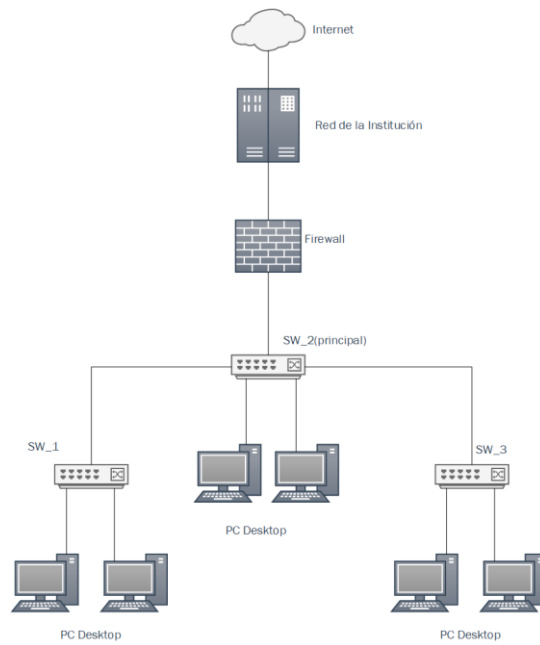 Internet
Red de la Institución
Firewall
SW_2(principal)
SW_1
SW_3
PC Desktop
PC Desktop
PC Desktop